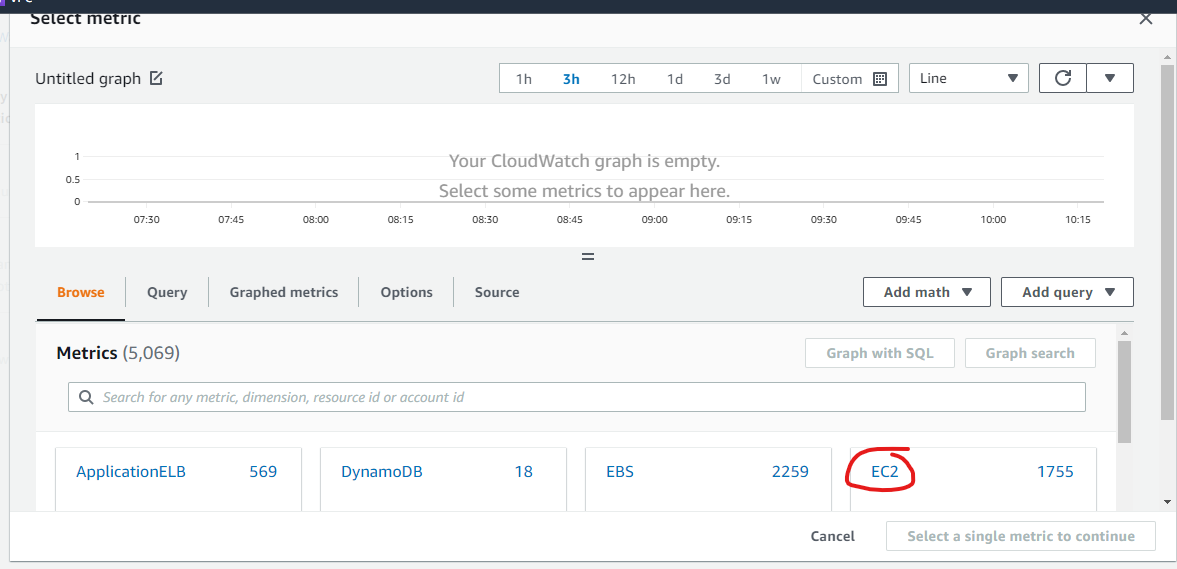 Select metric
Untitled graph
1h 3h 12h 1d 3d 1w Custom Line
1
0.5
0
Your CloudWatch graph is empty.
Select some metrics to appear here.
07:30 07:45 08:00 08:15 08:30 08:45 09:00 09:15 09:30 09:45 10:00 10:15
Browse Query Graphed metrics Options Source Add math Add query
Metrics (5,069) Graph with SQL Graph search
Search for any metric, dimension, resource id or account id
ApplicationELB 569 DynamoDB 18 EBS 2259 EC2 1755
Cancel Select a single metric to continue